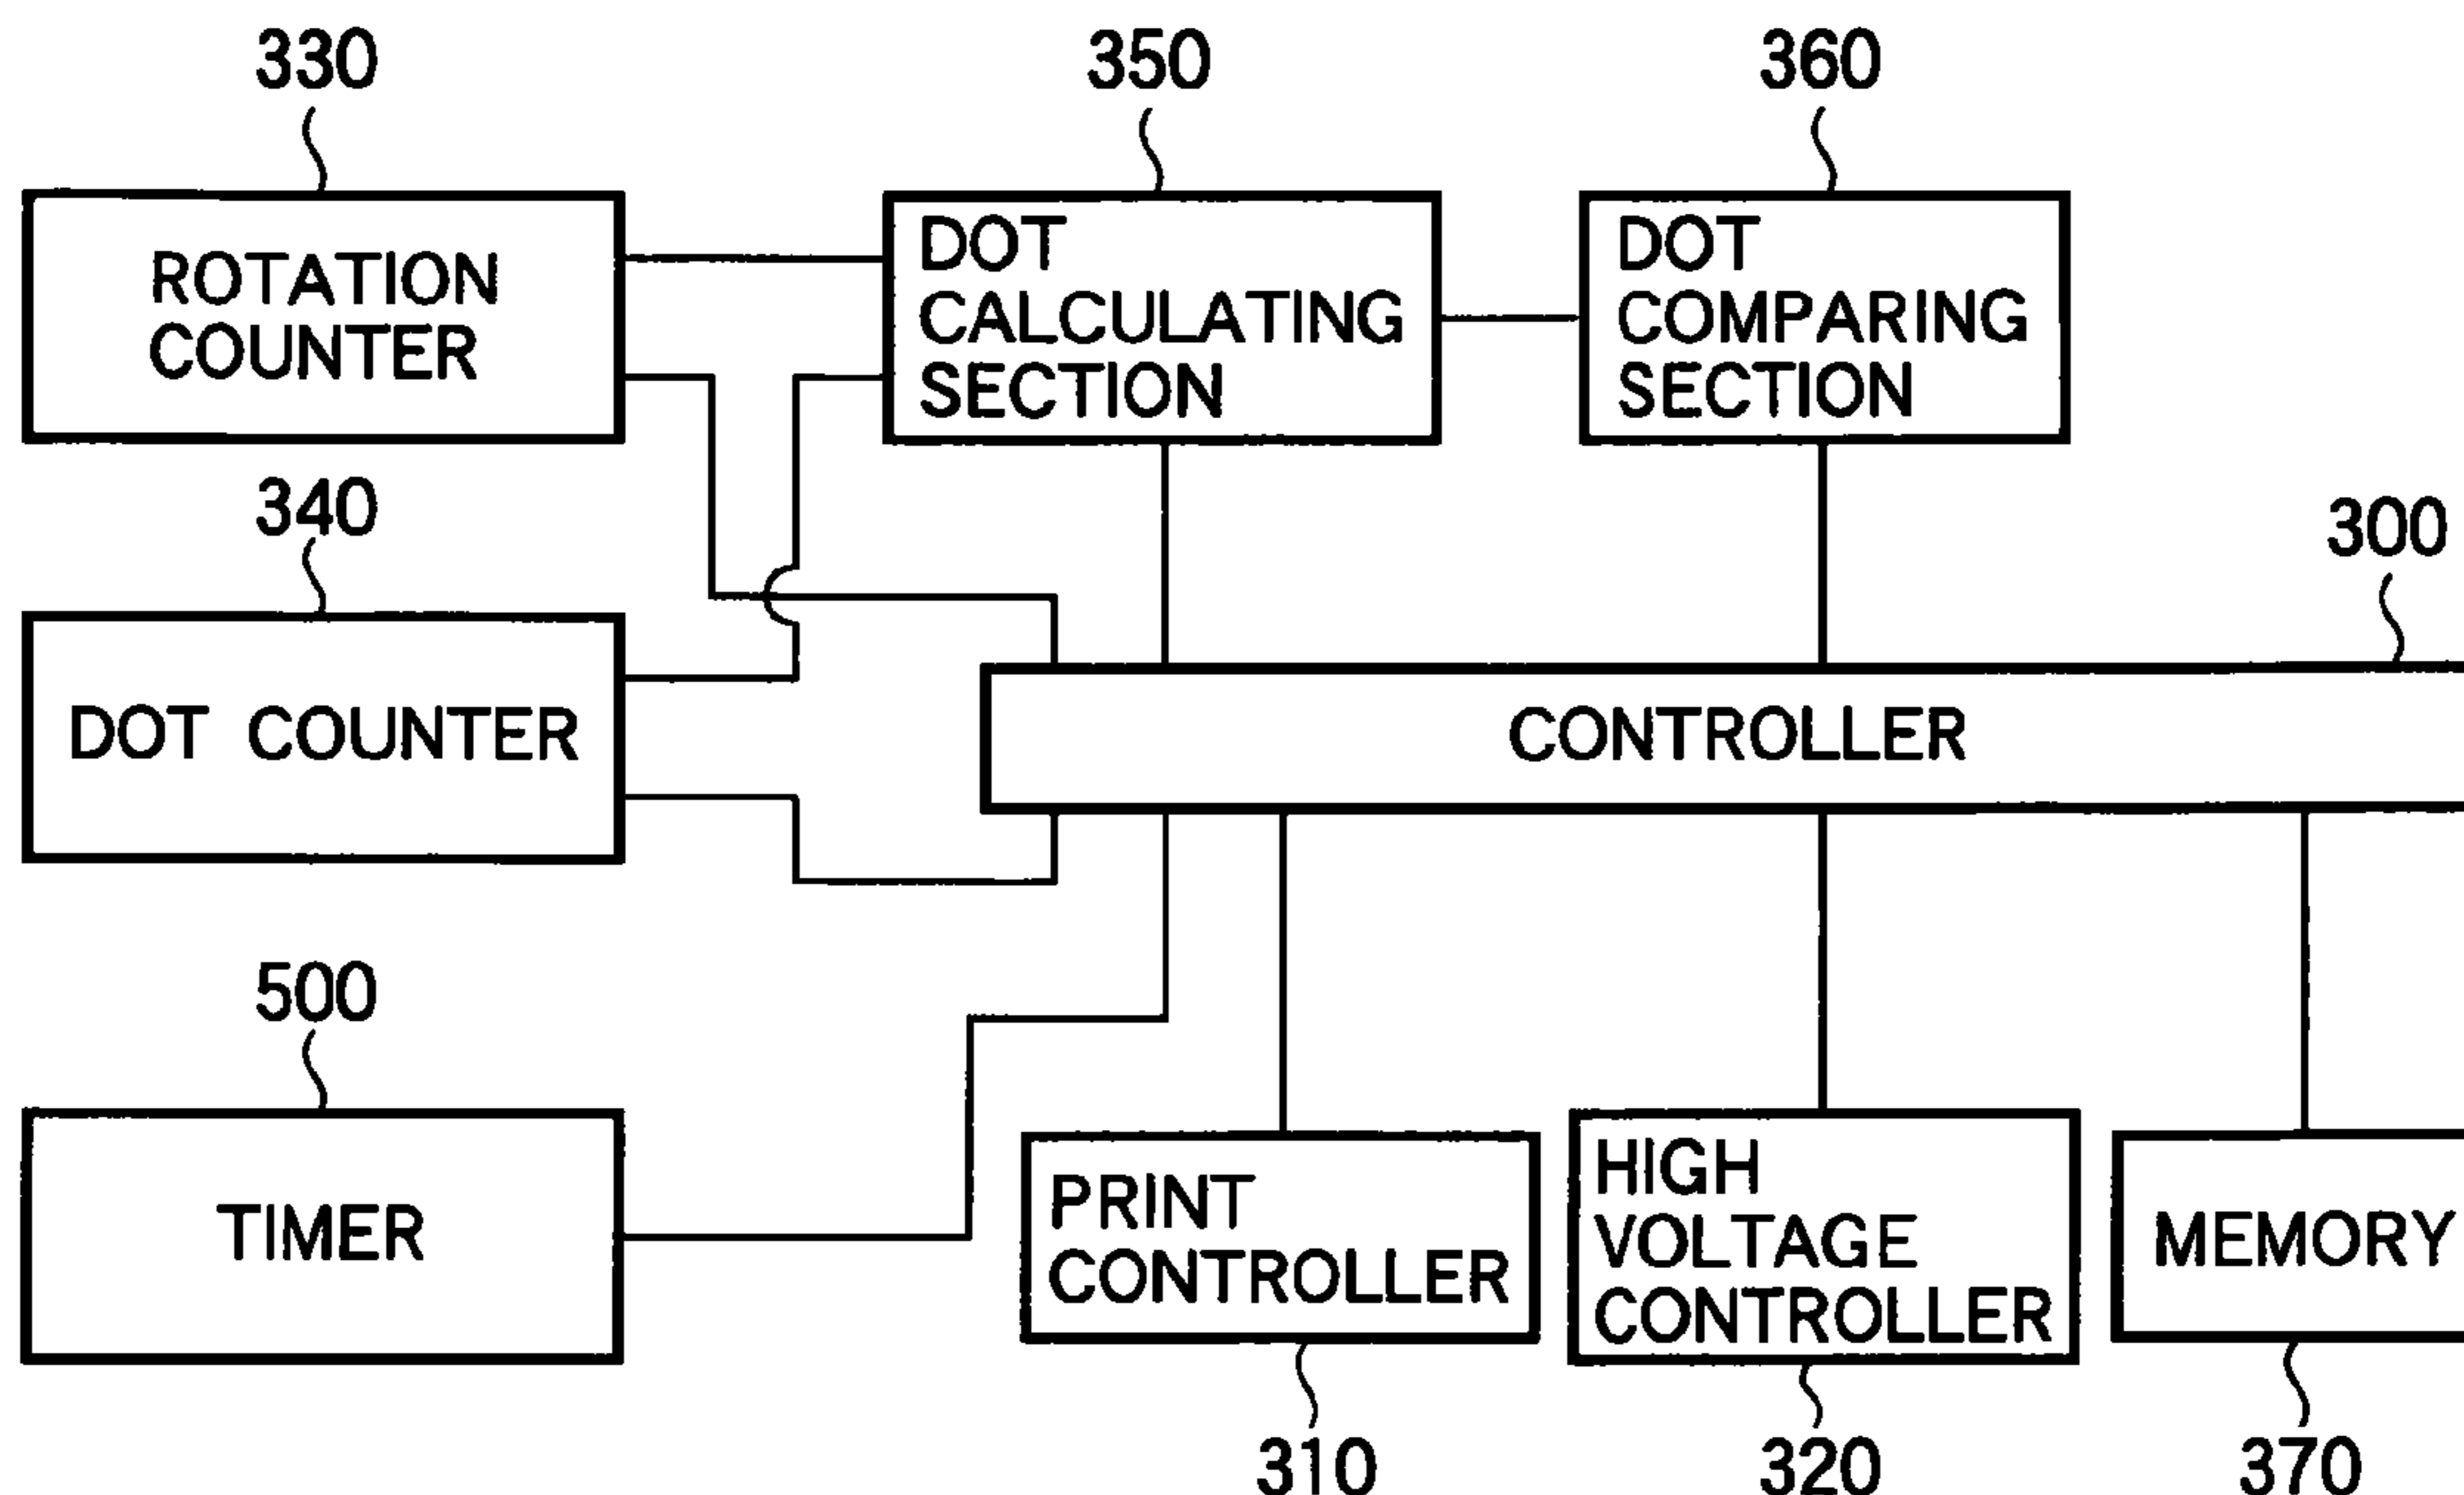 330
350
360
ROTATION
COUNTER
DOT
CALCULATING
SECTION
DOT
COMPARING
SECTION
340
300
DOT COUNTER
CONTROLLER
500
TIMER
PRINT
CONTROLLER
HIGH
VOLTAGE
CONTROLLER
MEMORY
310
320
370